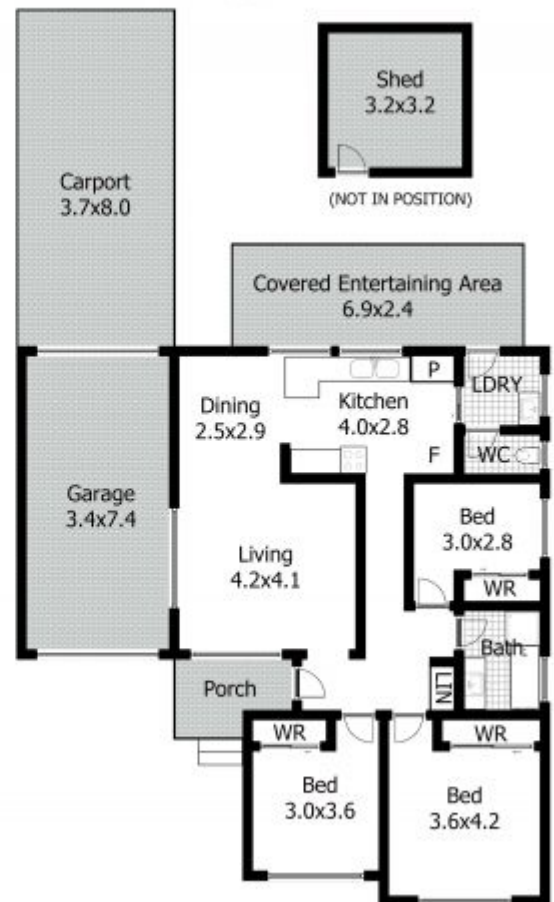 Shed
3.2x3.2
(NOT IN POSITION)
Carport
3.7x8.0
Covered Entertaining Area
6.9x2.4
P
LDRY
Dining
2.5x2.9
Kitchen
4.0x2.8
F
WC
Garage
3.4x7.4
Bed
3.0x2.8
WR
Living
4.2x4.1
Bath
Porch
LIN
WR
WR
Bed
3.0x3.6
Bed
3.6x4.2